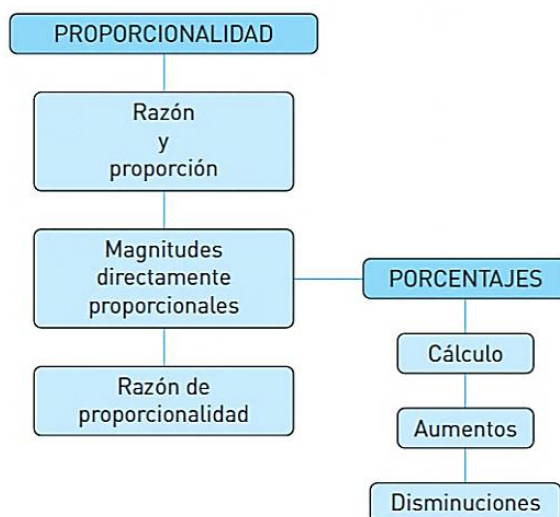 PROPORCIONALIDAD
Razón
y
proporción
Magnitudes
directamente
proporcionales
Razón de
proporcionalidad
PORCENTAJES
Cálculo
Aumentos
Disminuciones